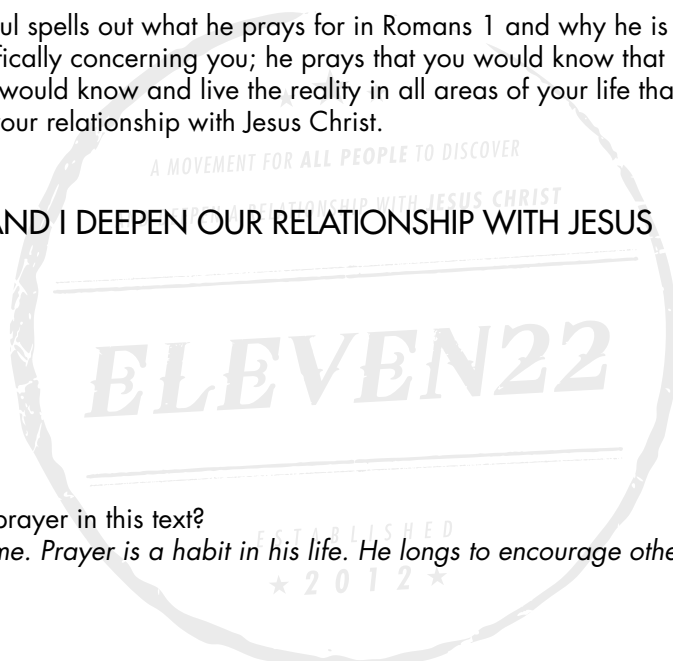 ul spells out what he prays for in Romans 1 and why he is
fically concerning you; he prays that you would know that
would know and live the reality in all areas of your life tha
our relationship with Jesus Christ.
A MOVEMENT FOR ALL PEOPLE TO DISCOVER
DEEPEN A RELATIONSHIP WITH JESUS CHRIST
AND I DEEPEN OUR RELATIONSHIP WITH JESUS
ELEVEN22
prayer in this text?
ESTABLISHED
me. Prayer is a habit in his life. He longs to encourage othe
★ 2012 ★